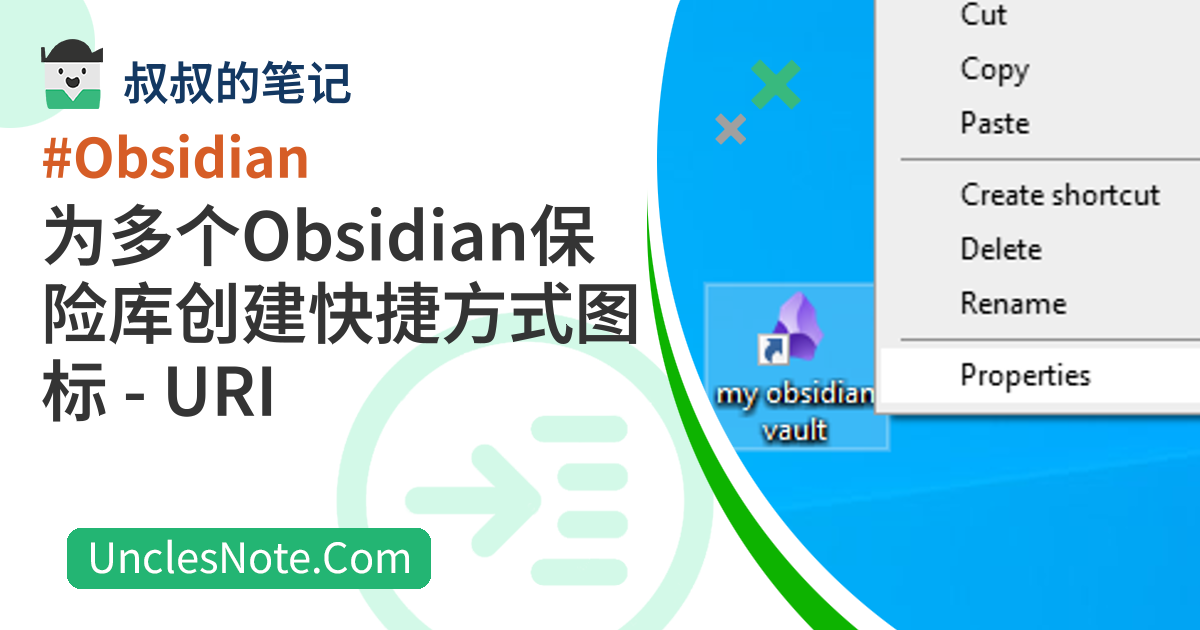 叔叔的笔记
#Obsidian
为多个Obsidian保
险库创建快捷方式图
标 - URI
UnclesNote.Com
Cut
Copy
Paste
Create shortcut
Delete
Rename
Properties
my obsidian
vault